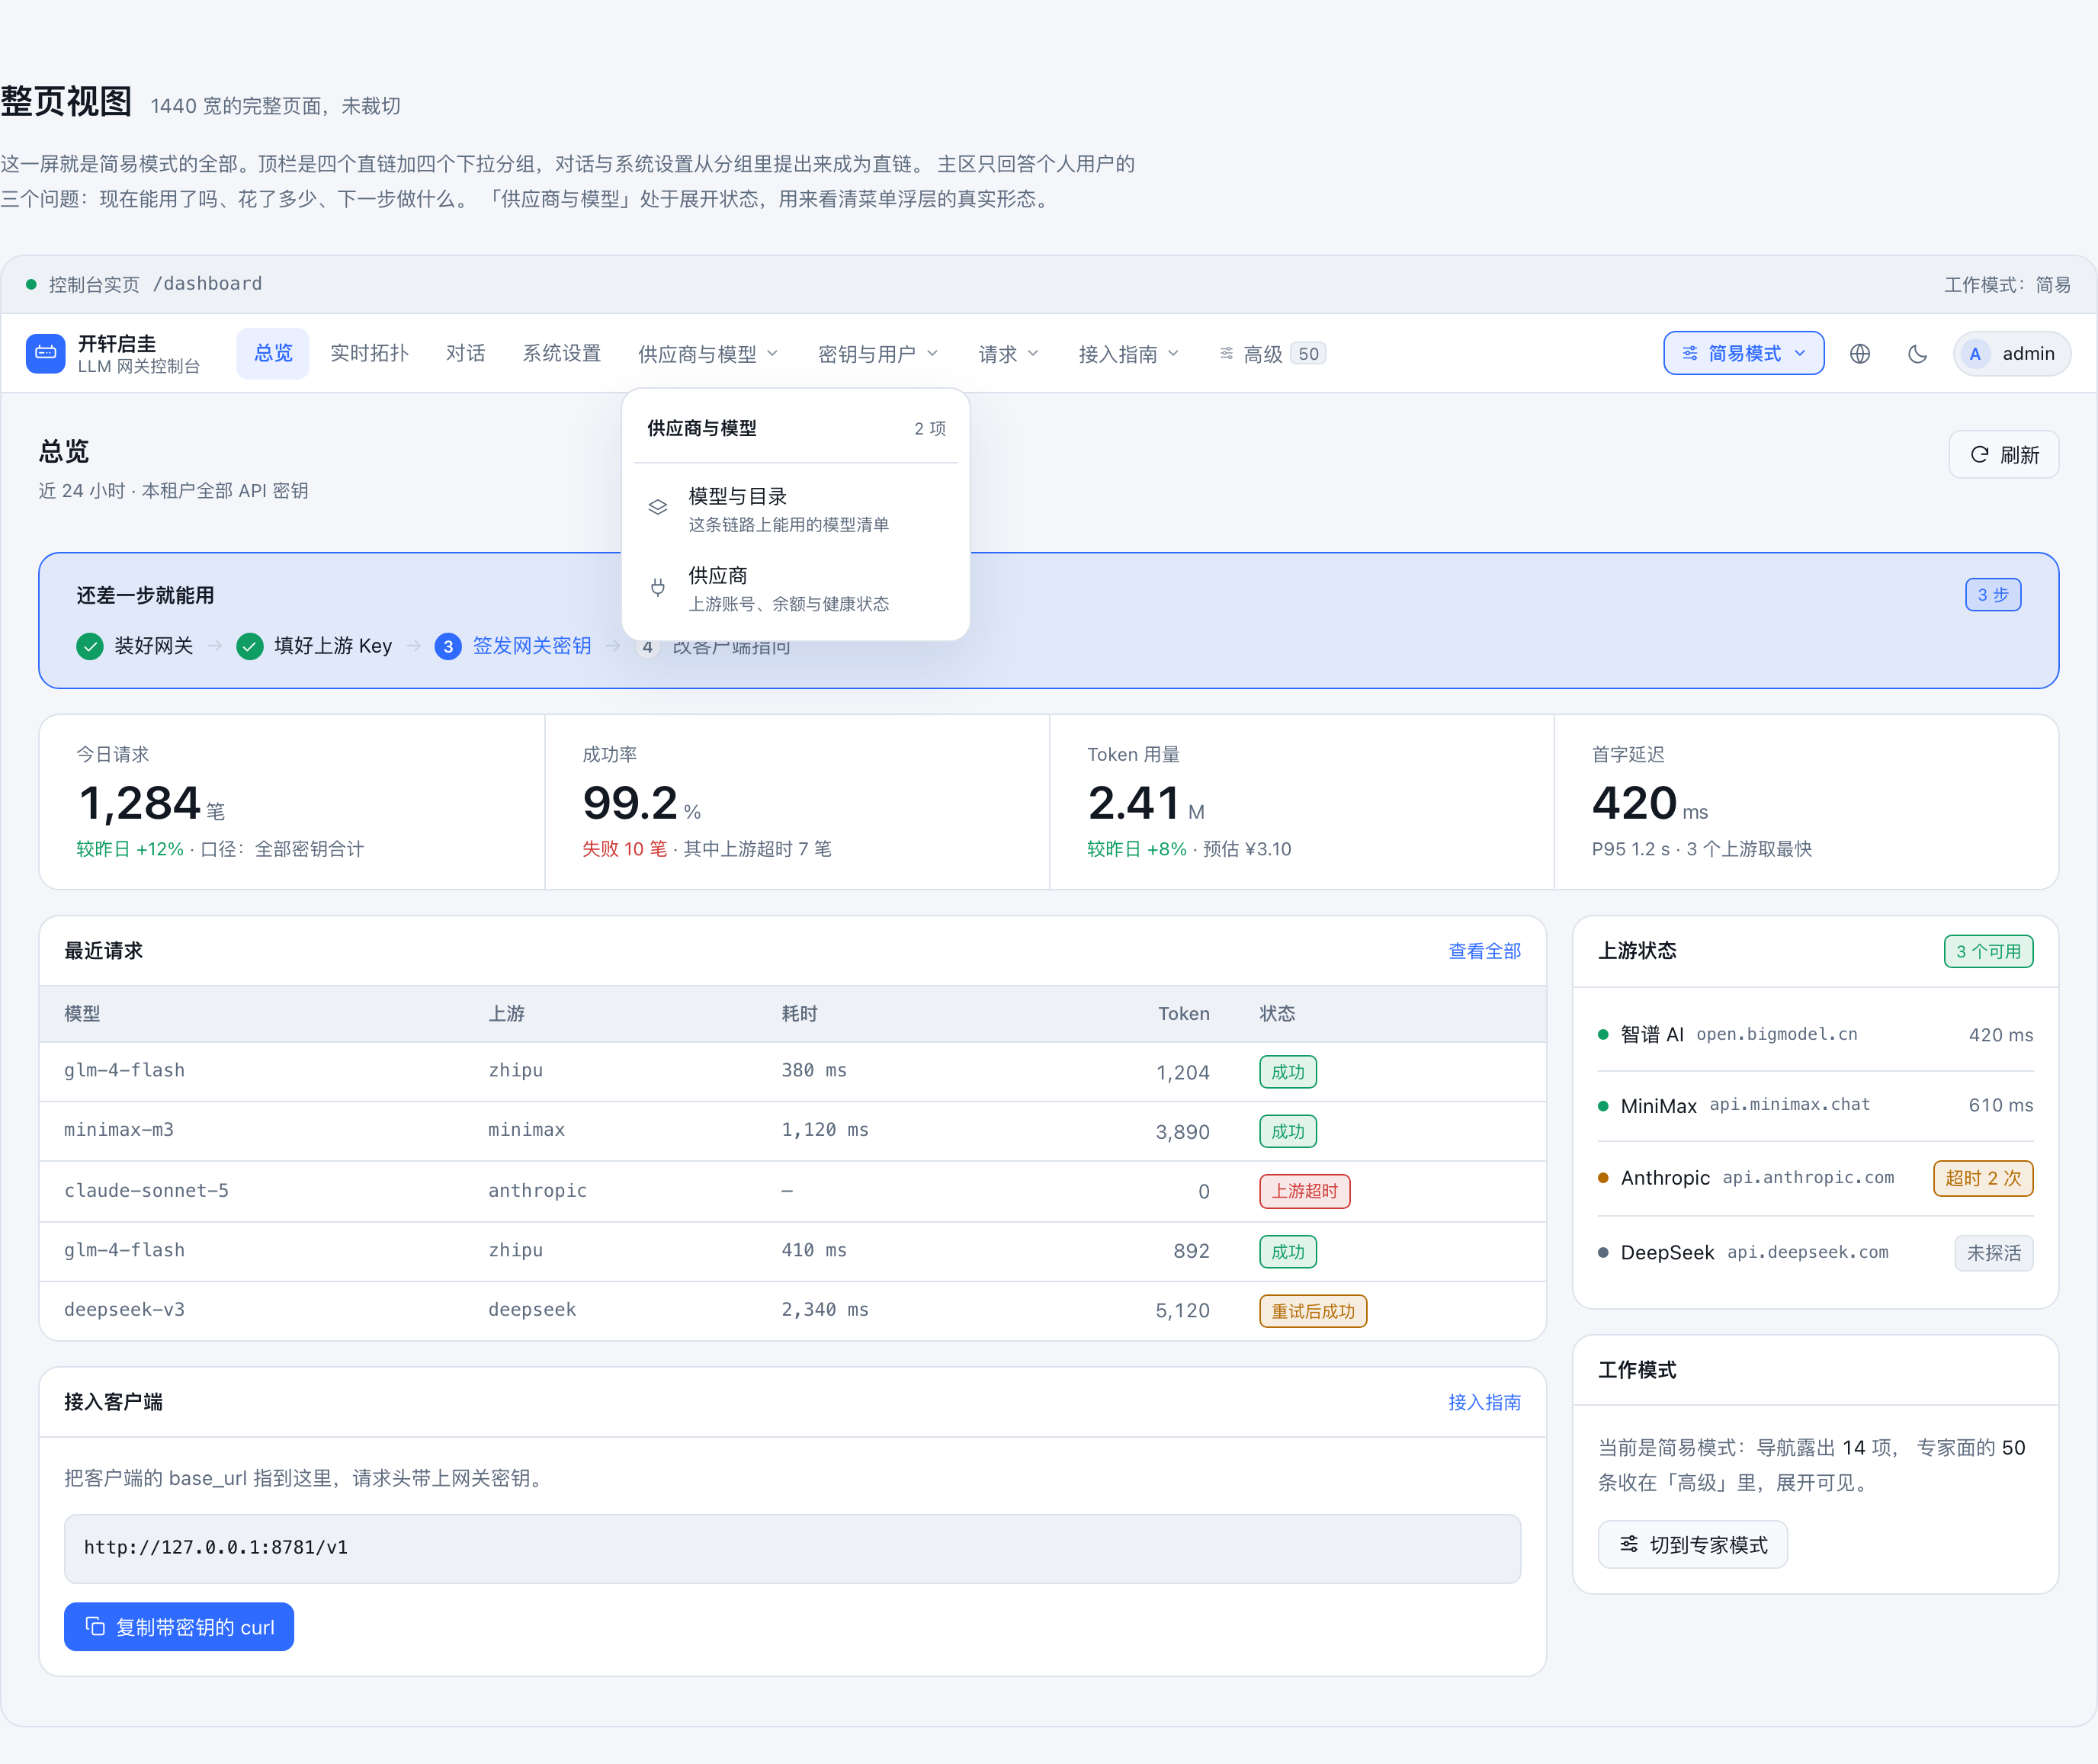 整页视图 1440 宽的完整页面，未裁切
这一屏就是简易模式的全部。顶栏是四个直链加四个下拉分组，对话与系统设置从分组里提出来成为直链。 主区只回答个人用户的
三个问题：现在能用了吗、花了多少、下一步做什么。 「供应商与模型」处于展开状态，用来看清菜单浮层的真实形态。
控制台实页 /dashboard 工作模式：简易
开轩启圭
LLM 网关控制台
总览 实时拓扑 对话 系统设置 供应商与模型 密钥与用户 请求 接入指南 高级 50
简易模式 A admin
供应商与模型 2 项
模型与目录
这条链路上能用的模型清单
供应商
上游账号、余额与健康状态
总览
近 24 小时 · 本租户全部 API 密钥
刷新
还差一步就能用 3 步
装好网关 → 填好上游 Key → 3 签发网关密钥 → 4 改客户端指向
今日请求
1,284 笔
较昨日 +12% · 口径：全部密钥合计
成功率
99.2 %
失败 10 笔 · 其中上游超时 7 笔
Token 用量
2.41 M
较昨日 +8% · 预估 ¥3.10
首字延迟
420 ms
P95 1.2 s · 3 个上游取最快
最近请求 查看全部
模型 上游 耗时 Token 状态
glm-4-flash zhipu 380 ms 1,204 成功
minimax-m3 minimax 1,120 ms 3,890 成功
claude-sonnet-5 anthropic — 0 上游超时
glm-4-flash zhipu 410 ms 892 成功
deepseek-v3 deepseek 2,340 ms 5,120 重试后成功
接入客户端 接入指南
把客户端的 base_url 指到这里，请求头带上网关密钥。
http://127.0.0.1:8781/v1
复制带密钥的 curl
上游状态 3 个可用
智谱 AI open.bigmodel.cn 420 ms
MiniMax api.minimax.chat 610 ms
Anthropic api.anthropic.com 超时 2 次
DeepSeek api.deepseek.com 未探活
工作模式
当前是简易模式：导航露出 14 项， 专家面的 50
条收在「高级」里，展开可见。
切到专家模式